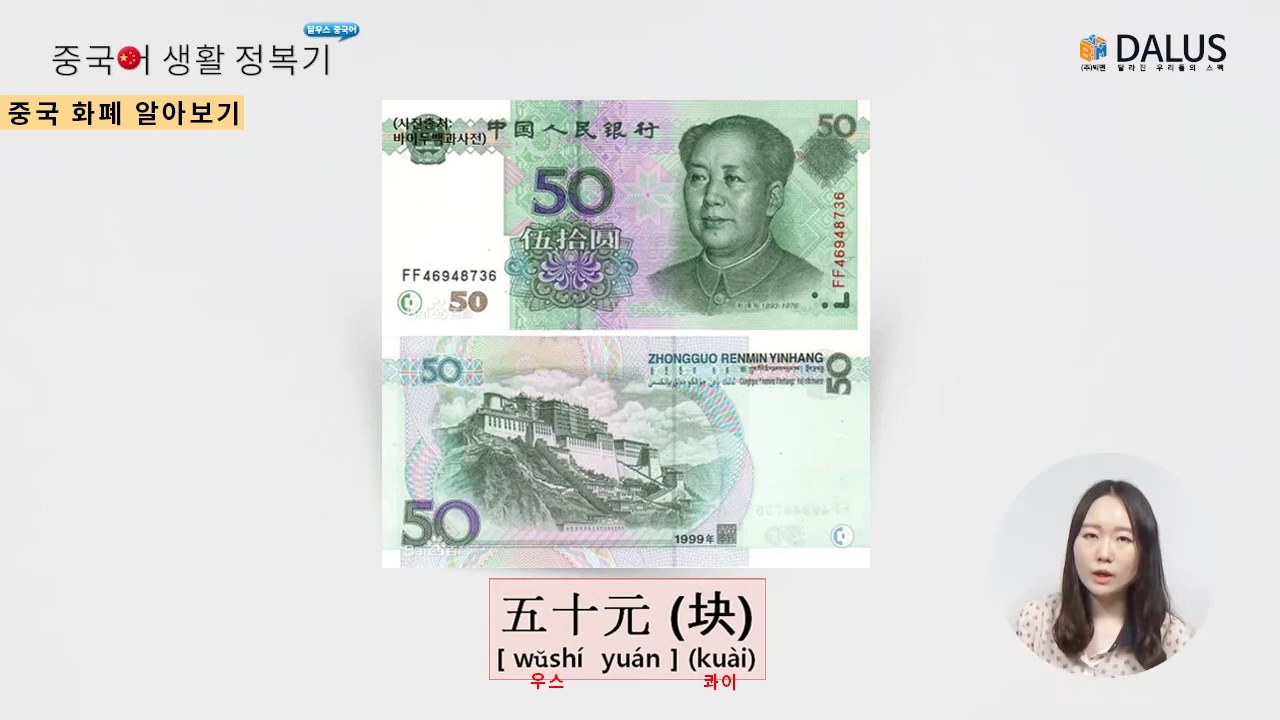 달우스 중국어
중국어 생활 정복기
BM DALUS
(주)빅맨 달라진 우리들의 스펙
중국 화폐 알아보기
(사진출처:
바이두백과사전)
中国人民银行
50
50
伍拾圆
FF46948736
FF46948736
50
50
ZHONGGUO RENMIN YINHANG
50
50
1999年
五十元 (块)
[ wǔshí yuán ] (kuài)
우스 콰이